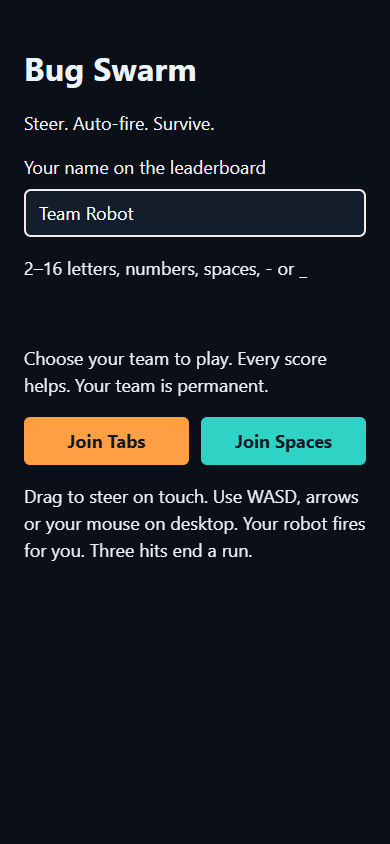 Bug Swarm
Steer. Auto-fire. Survive.
Your name on the leaderboard
Team Robot
2–16 letters, numbers, spaces, - or _
Choose your team to play. Every score
helps. Your team is permanent.
Join Tabs
Join Spaces
Drag to steer on touch. Use WASD, arrows
or your mouse on desktop. Your robot fires
for you. Three hits end a run.